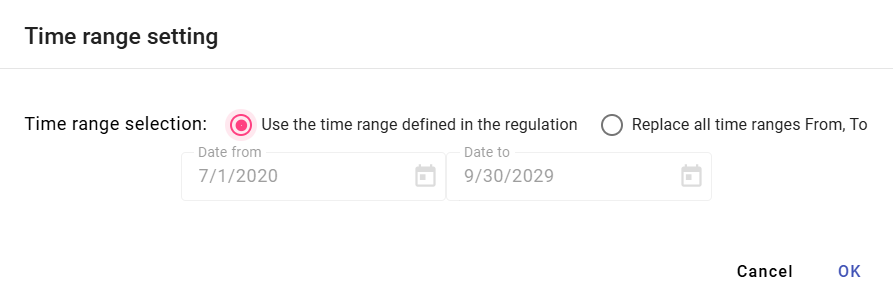 Time range setting
Time range selection: Use the time range defined in the regulation Replace all time ranges From, To
Date from Date to
7/1/2020 9/30/2029
Cancel OK